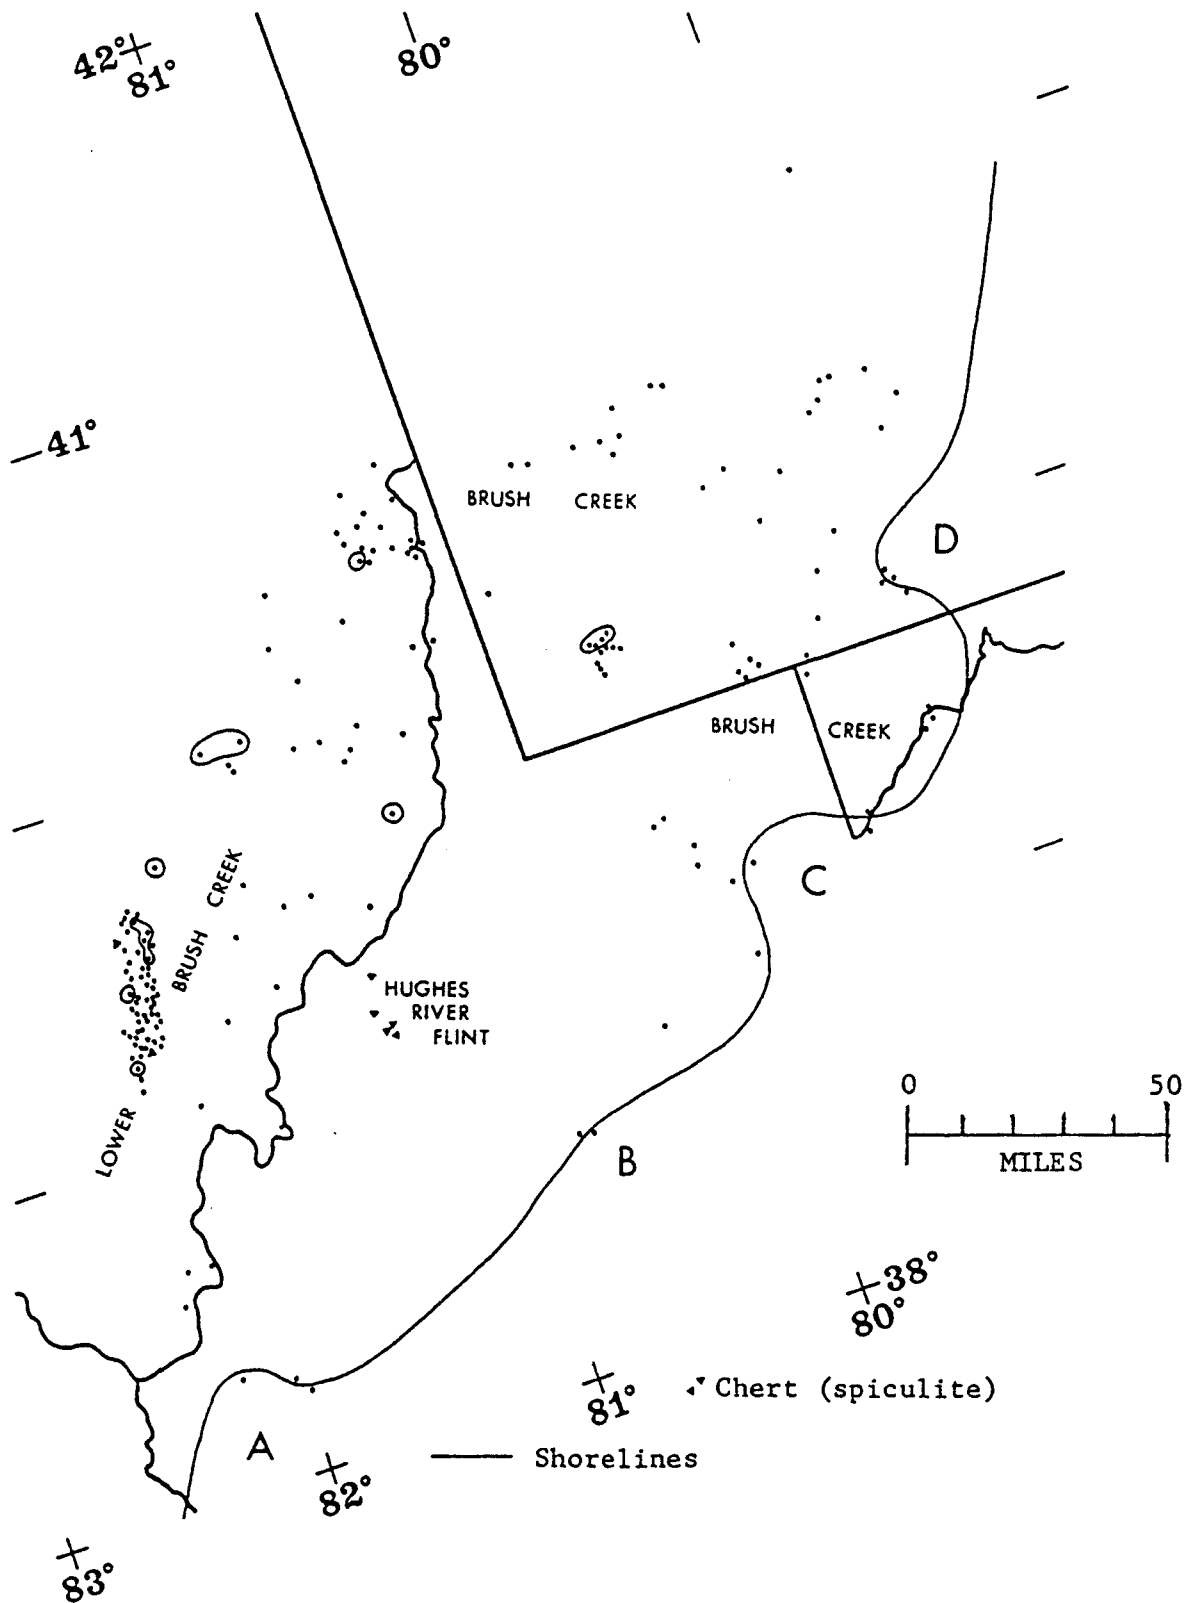 42°
81°
80°
41°
BRUSH CREEK
D
BRUSH CREEK
C
LOWER BRUSH CREEK
HUGHES
RIVER
FLINT
B
0 50
MILES
38°
80°
81°
Chert (spiculite)
A
Shorelines
82°
83°